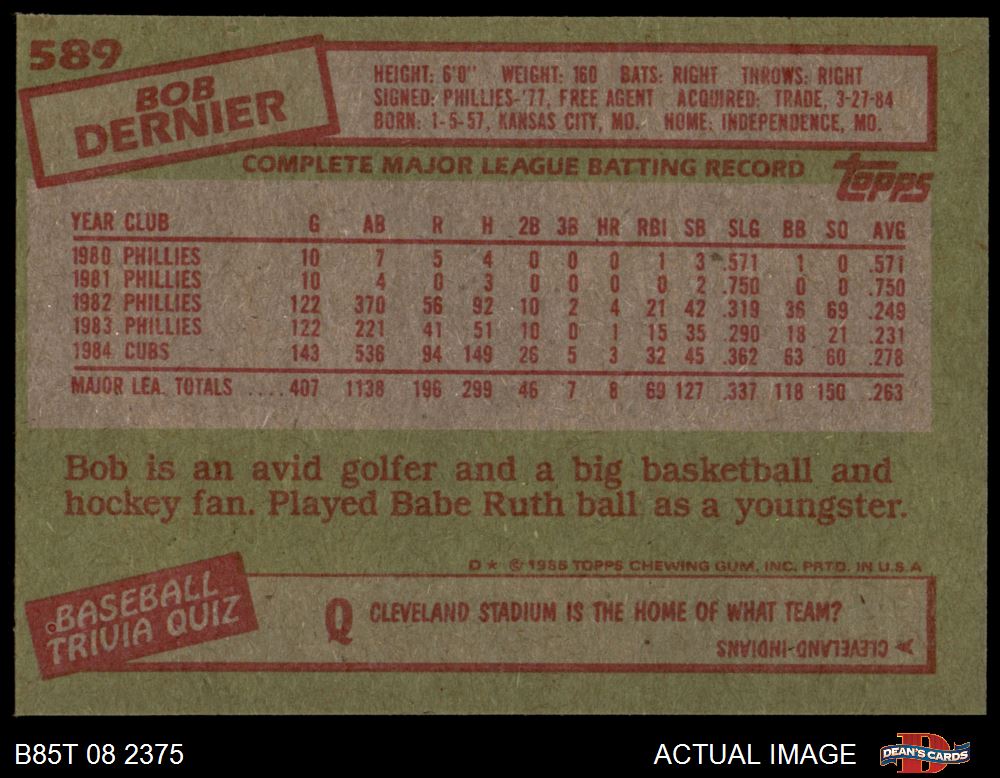 589
BOB
DERNIER
HEIGHT: 6'0" WEIGHT: 160 BATS: RIGHT THROWS: RIGHT
SIGNED: PHILLIES-'77, FREE AGENT ACQUIRED: TRADE, 3-27-84
BORN: 1-5-57, KANSAS CITY, MO. HOME: INDEPENDENCE, MO.
COMPLETE MAJOR LEAGUE BATTING RECORD
topps
YEAR CLUB G AB R H 2B 3B HR RBI SB SLG BB SO AVG
1980 PHILLIES 10 7 5 4 0 0 0 1 3 .571 1 0 .571
1981 PHILLIES 10 4 0 3 0 0 0 0 2 .750 0 0 .750
1982 PHILLIES 122 370 56 92 10 2 4 21 42 .319 36 69 .249
1983 PHILLIES 122 221 41 51 10 0 1 15 35 .290 18 21 .231
1984 CUBS 143 536 94 149 26 5 3 32 45 .362 63 60 .278
MAJOR LEA. TOTALS .... 407 1138 196 299 46 7 8 69 127 .337 118 150 .263
Bob is an avid golfer and a big basketball and
hockey fan. Played Babe Ruth ball as a youngster.
D* © 1985 TOPPS CHEWING GUM, INC. PRTD. IN U.S.A
BASEBALL
TRIVIA QUIZ
Q CLEVELAND STADIUM IS THE HOME OF WHAT TEAM?
A CLEVELAND-INDIANS
B85T 08 2375
ACTUAL IMAGE
D
DEAN'S CARDS